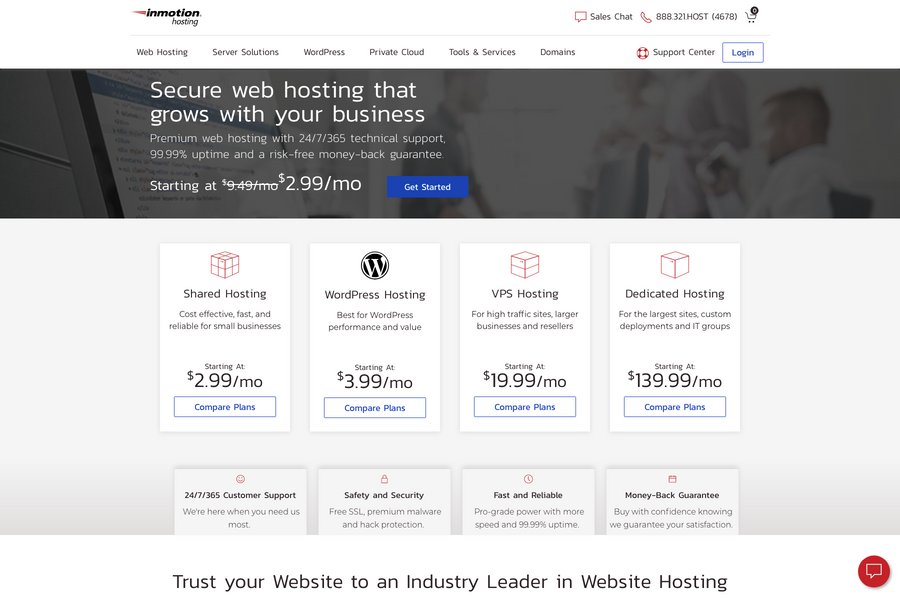 inmotion
hosting
Sales Chat
888.321.HOST (4678)
0
Web Hosting
Server Solutions
WordPress
Private Cloud
Tools & Services
Domains
Support Center
Login
Secure web hosting that
grows with your business
Premium web hosting with 24/7/365 technical support,
99.99% uptime and a risk-free money-back guarantee.
Starting at $9.49/mo $2.99/mo
Get Started
Shared Hosting
Cost effective, fast, and
reliable for small businesses
Starting At:
$2.99/mo
Compare Plans
WordPress Hosting
Best for WordPress
performance and value
Starting At:
$3.99/mo
Compare Plans
VPS Hosting
For high traffic sites, larger
businesses and resellers
Starting At:
$19.99/mo
Compare Plans
Dedicated Hosting
For the largest sites, custom
deployments and IT groups
Starting At:
$139.99/mo
Compare Plans
24/7/365 Customer Support
We're here when you need us
most.
Safety and Security
Free SSL, premium malware
and hack protection.
Fast and Reliable
Pro-grade power with more
speed and 99.99% uptime.
Money-Back Guarantee
Buy with confidence knowing
we guarantee your satisfaction.
Trust your Website to an Industry Leader in Website Hosting